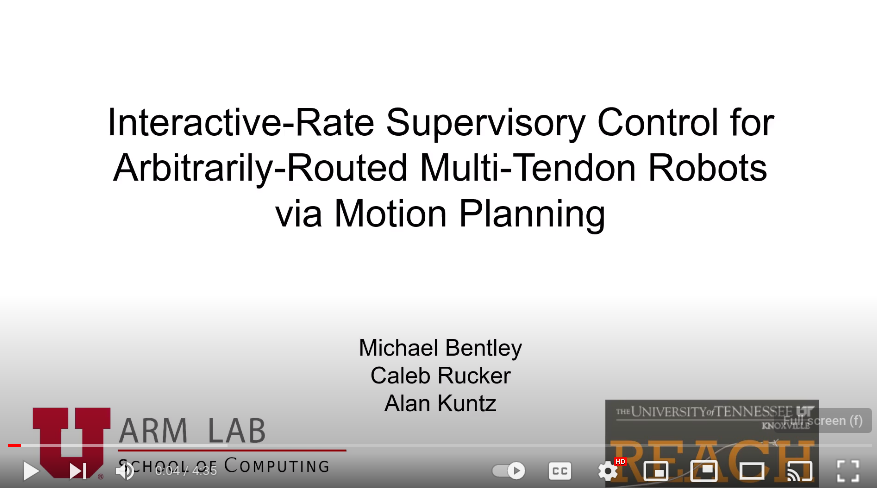 Interactive-Rate Supervisory Control for
Arbitrarily-Routed Multi-Tendon Robots
via Motion Planning
Michael Bentley
Caleb Rucker
Alan Kuntz
U
®
ARM LAB
SCHOOL OF COMPUTING
THE UNIVERSITY of TENNESSEE UT
KNOXVILLE
REACH
Full screen (f)
0:04 / 4:35
CC
HD